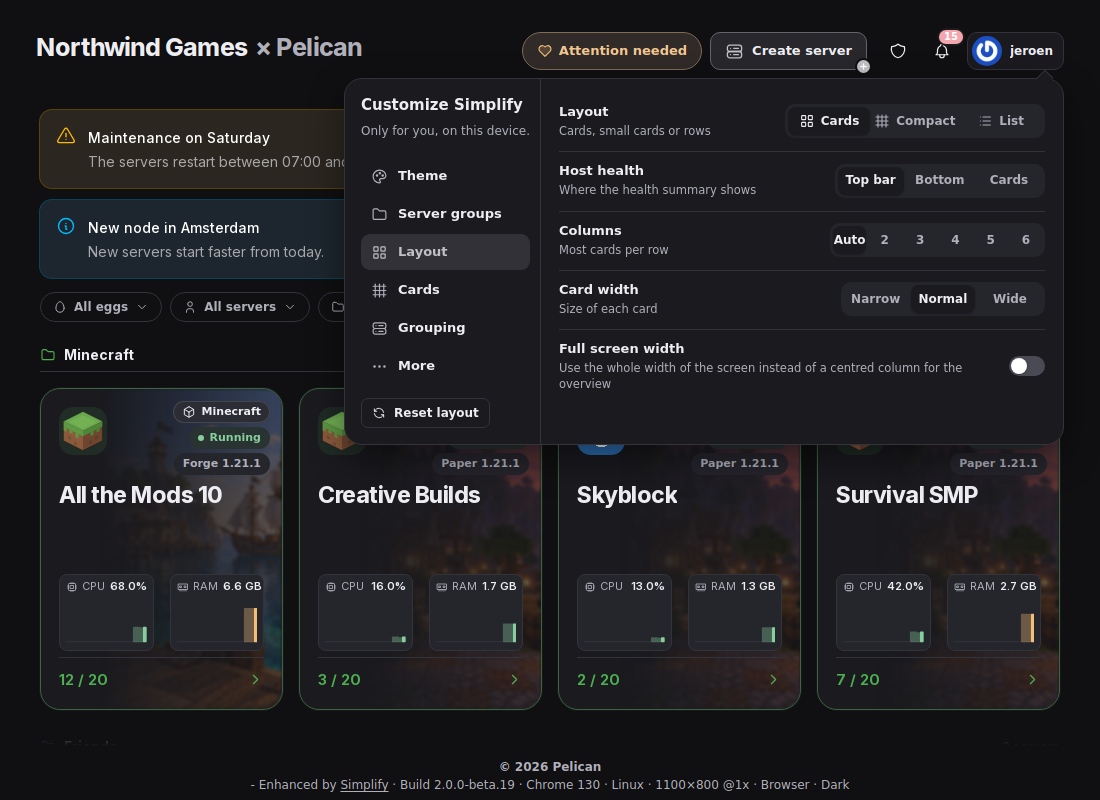 Northwind Games × Pelican
Attention needed
Create server
15
jeroen
Maintenance on Saturday
The servers restart between 07:00 and
New node in Amsterdam
New servers start faster from today.
All eggs
All servers
Minecraft
Customize Simplify
Only for you, on this device.
Theme
Server groups
Layout
Cards
Grouping
More
Reset layout
Layout
Cards, small cards or rows
Cards
Compact
List
Host health
Where the health summary shows
Top bar
Bottom
Cards
Columns
Most cards per row
Auto 2 3 4 5 6
Card width
Size of each card
Narrow
Normal
Wide
Full screen width
Use the whole width of the screen instead of a centred column for the
overview
Minecraft
Running
Forge 1.21.1
All the Mods 10
CPU 68.0%
RAM 6.6 GB
12 / 20
Paper 1.21.1
Creative Builds
CPU 16.0%
RAM 1.7 GB
3 / 20
Paper 1.21.1
Skyblock
CPU 13.0%
RAM 1.3 GB
2 / 20
Paper 1.21.1
Survival SMP
CPU 42.0%
RAM 2.7 GB
7 / 20
Friends
© 2026 Pelican
- Enhanced by Simplify · Build 2.0.0-beta.19 · Chrome 130 · Linux · 1100×800 @1x · Browser · Dark